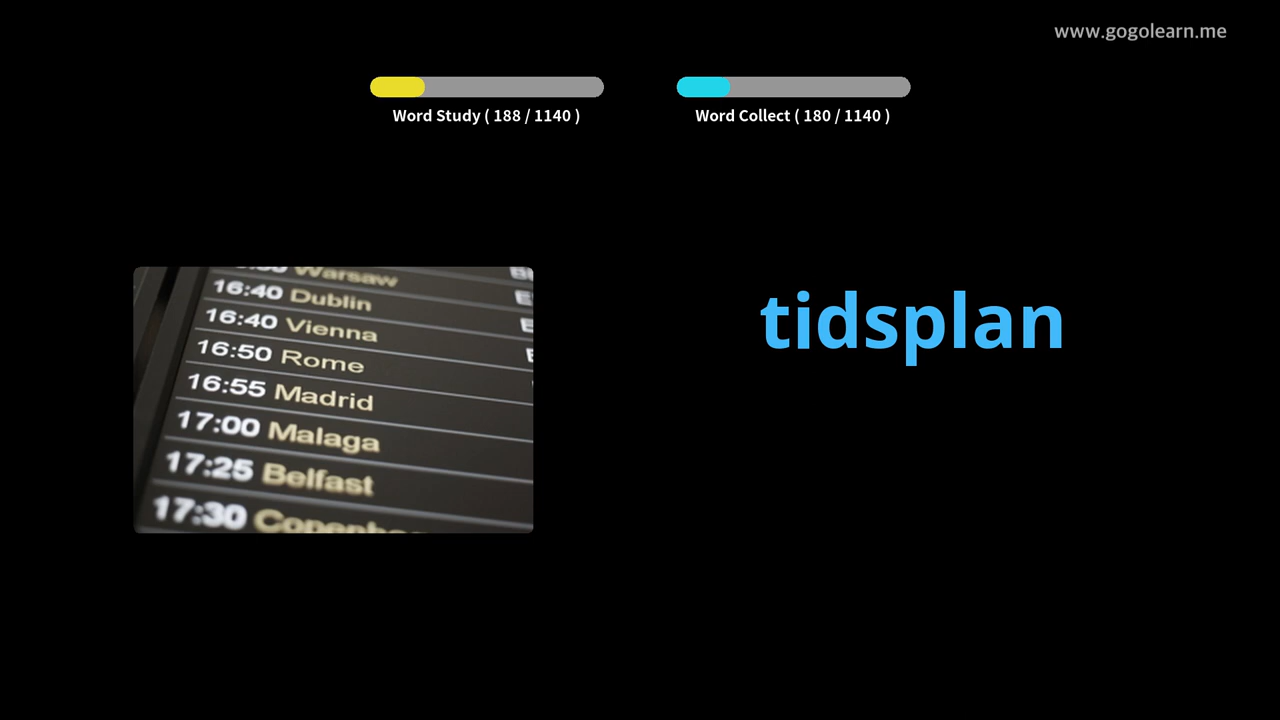 www.gogolearn.me
Word Study ( 188 / 1140 )
Word Collect ( 180 / 1140 )
Warsaw
16:40 Dublin
16:40 Vienna
16:50 Rome
16:55 Madrid
17:00 Malaga
17:25 Belfast
17:30
tidsplan